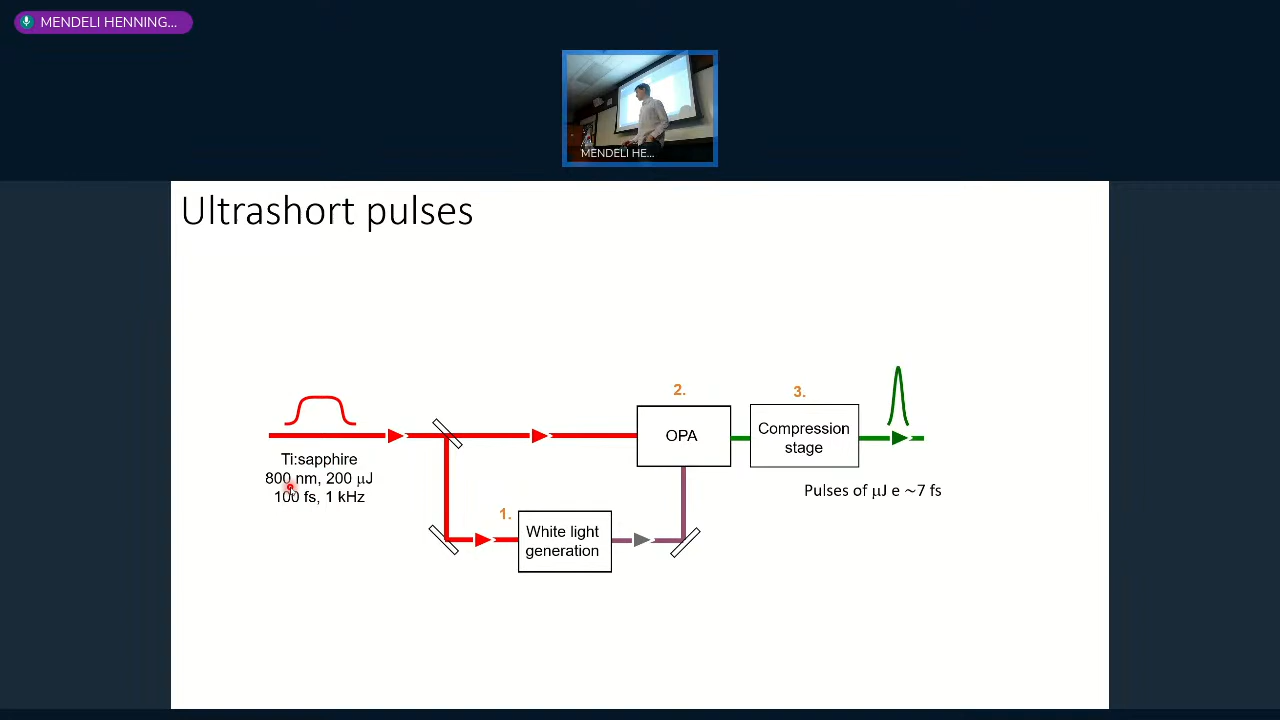 MENDELI HENNING...
MENDELI HE...
Ultrashort pulses
2.
3.
OPA
Compression
stage
Ti:sapphire
800 nm, 200 μJ
100 fs, 1 kHz
Pulses of μJ e ~7 fs
1.
White light
generation